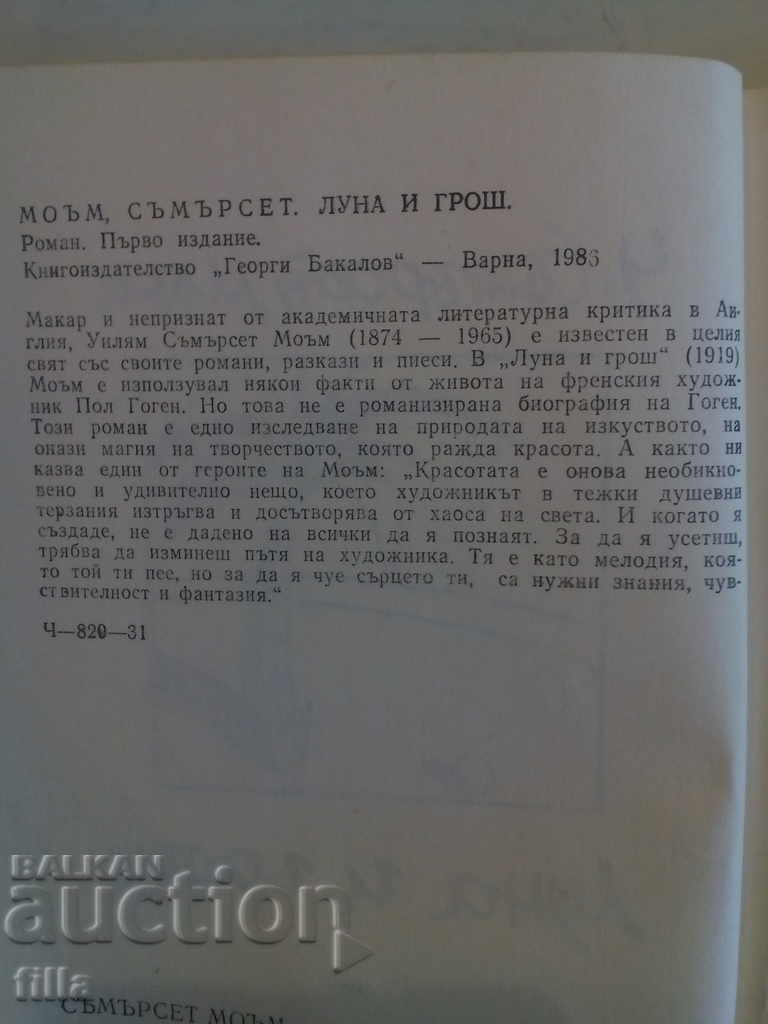 МОЪМ, СЪМЪРСЕТ. ЛУНА И ГРОШ.
Роман. Първо издание.
Книгоиздателство „Георги Бакалов“ — Варна, 1986
Макар и непризнат от академичната литературна критика в Ан-
глия, Уилям Съмърсет Моъм (1874 — 1965) е известен в целия
свят със своите романи, разкази и пиеси. В „Луна и грош“ (1919)
Моъм е използувал някои факти от живота на френския худож-
ник Пол Гоген. Но това не е романизирана биография на Гоген.
Този роман е едно изследване на природата на изкуството, на
онази магия на творчеството, която ражда красота. А както ни
казва един от героите на Моъм: „Красотата е онова необикно-
вено и удивително нещо, което художникът в тежки душевни
терзания изтръгва и досътворява от хаоса на света. И когато я
създаде, не е дадено на всички да я познаят. За да я усетиш,
трябва да изминеш пътя на художника. Тя е като мелодия, коя-
то той ти пее, но за да я чуе сърцето ти, са нужни знания, чув-
ствителност и фантазия.“
Ч—820—31
BALKAN
auction
filla
СЪМЪРСЕТ МОЪМ